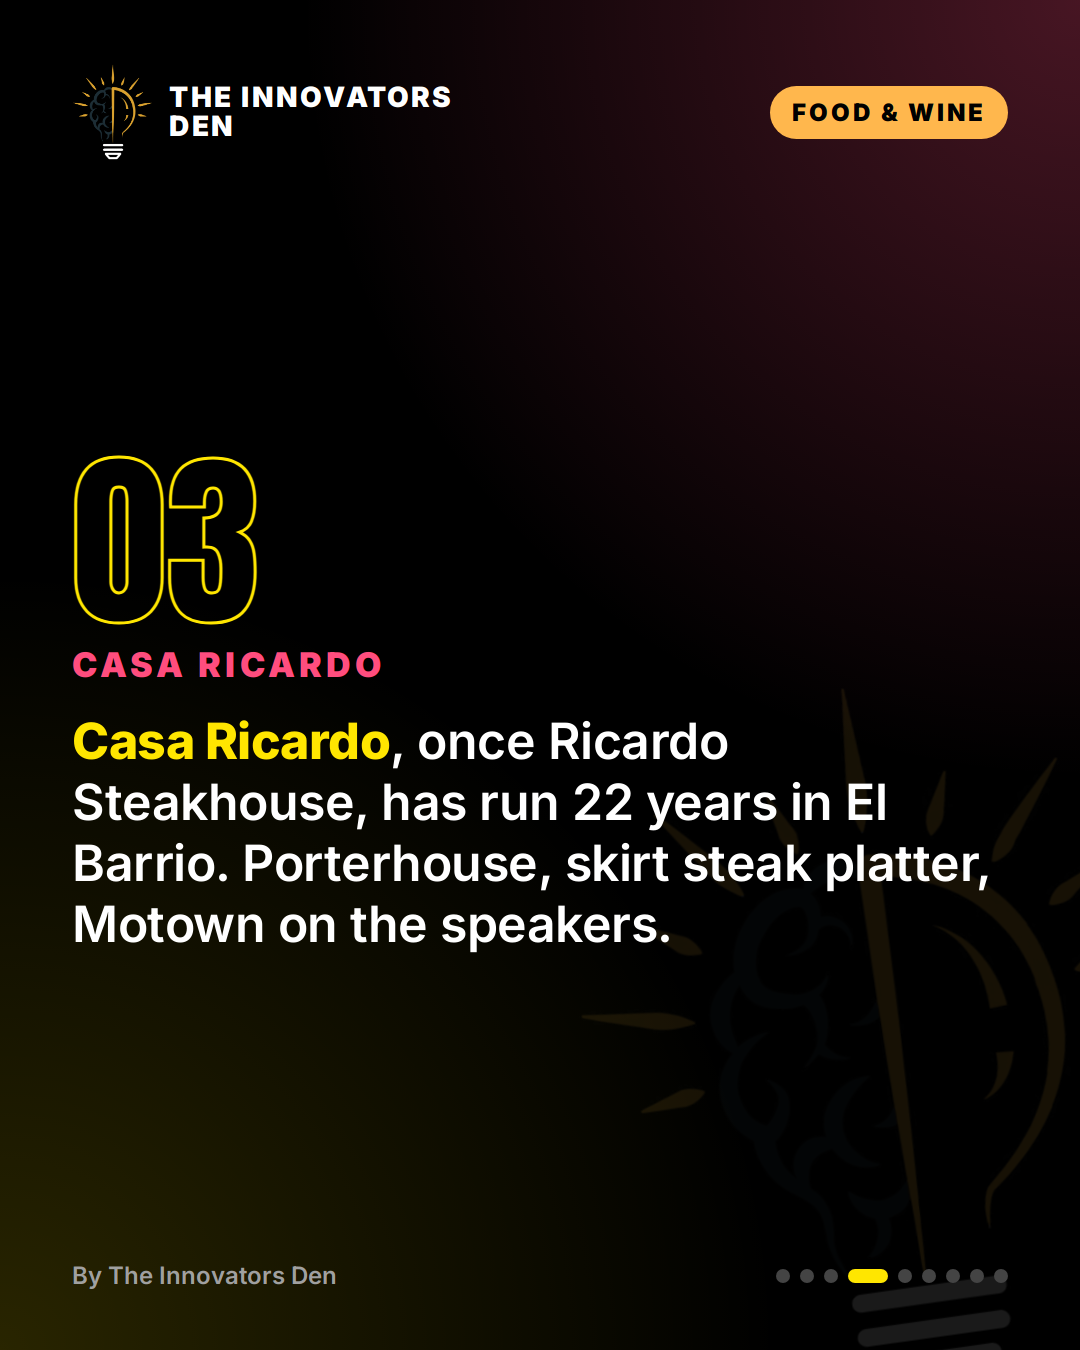 THE INNOVATORS
DEN
FOOD & WINE
03
CASA RICARDO
Casa Ricardo, once Ricardo
Steakhouse, has run 22 years in El
Barrio. Porterhouse, skirt steak platter,
Motown on the speakers.
By The Innovators Den